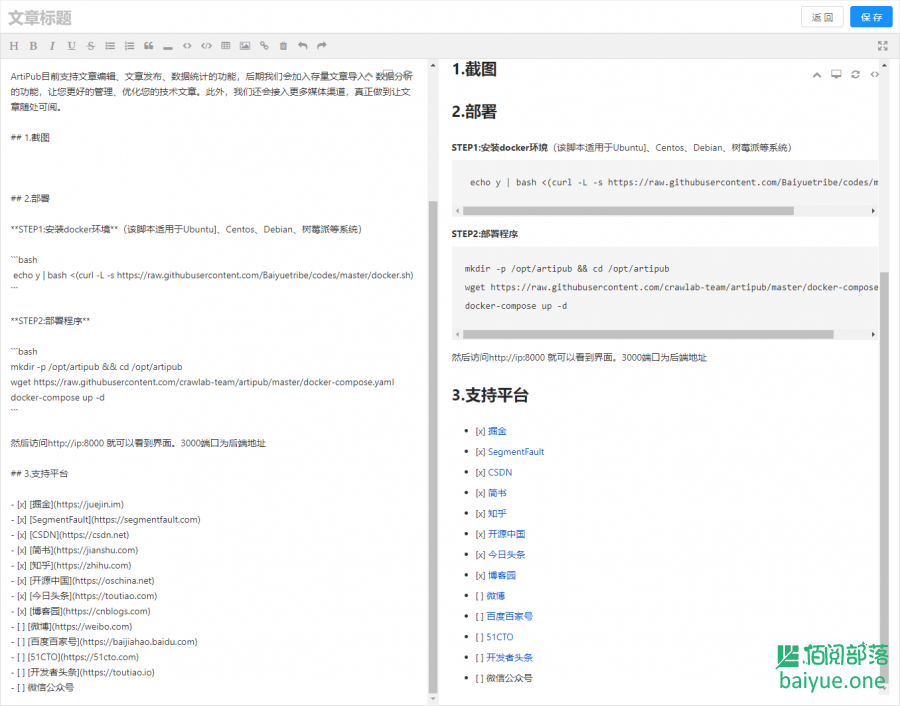 文章标题
返 回
保 存
ArtiPub目前支持文章编辑、文章发布、数据统计的功能，后期我们会加入存量文章导入、数据分析
的功能，让您更好的管理、优化您的技术文章。此外，我们还会接入更多媒体渠道，真正做到让文
章随处可阅。
## 1.截图
## 2.部署
**STEP1:安装docker环境**（该脚本适用于Ubuntu]、Centos、Debian、树莓派等系统）
```bash
echo y | bash <(curl -L -s https://raw.githubusercontent.com/Baiyuetribe/codes/master/docker.sh)
```
**STEP2:部署程序**
```bash
mkdir -p /opt/artipub && cd /opt/artipub
wget https://raw.githubusercontent.com/crawlab-team/artipub/master/docker-compose.yaml
docker-compose up -d
```
然后访问http://ip:8000 就可以看到界面。3000端口为后端地址
## 3.支持平台
- [x] [掘金](https://juejin.im)
- [x] [SegmentFault](https://segmentfault.com)
- [x] [CSDN](https://csdn.net)
- [x] [简书](https://jianshu.com)
- [x] [知乎](https://zhihu.com)
- [x] [开源中国](https://oschina.net)
- [x] [今日头条](https://toutiao.com)
- [x] [博客园](https://cnblogs.com)
- [ ] [微博](https://weibo.com)
- [ ] [百度百家号](https://baijiahao.baidu.com)
- [ ] [51CTO](https://51cto.com)
- [ ] [开发者头条](https://toutiao.io)
- [ ] 微信公众号
1.截图
2.部署
STEP1:安装docker环境（该脚本适用于Ubuntu]、Centos、Debian、树莓派等系统）
echo y | bash <(curl -L -s https://raw.githubusercontent.com/Baiyuetribe/codes/m
STEP2:部署程序
mkdir -p /opt/artipub && cd /opt/artipub
wget https://raw.githubusercontent.com/crawlab-team/artipub/master/docker-compose
docker-compose up -d
然后访问http://ip:8000 就可以看到界面。3000端口为后端地址
3.支持平台
[x] 掘金
[x] SegmentFault
[x] CSDN
[x] 简书
[x] 知乎
[x] 开源中国
[x] 今日头条
[x] 博客园
[ ] 微博
[ ] 百度百家号
[ ] 51CTO
[ ] 开发者头条
[ ] 微信公众号
佰阅部落
baiyue.one